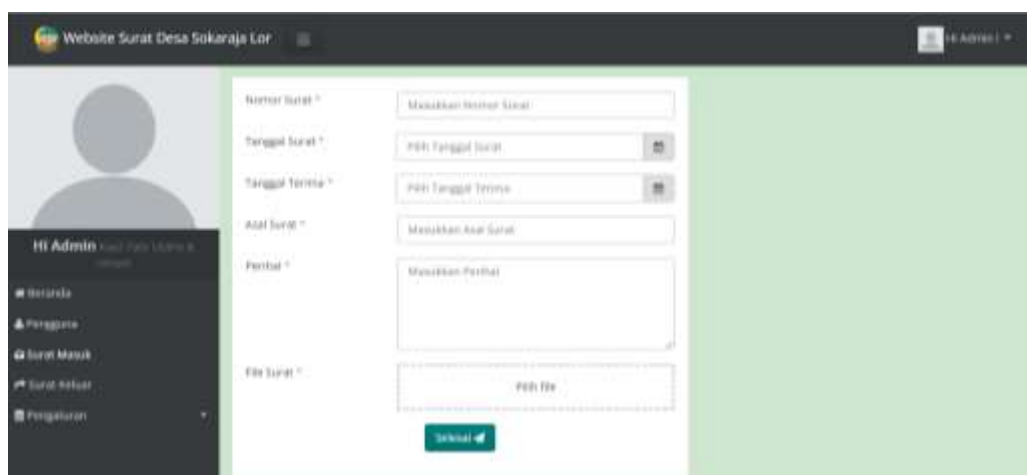 Website Surat Desa Sokaraja Lor
Hi Admin !
Hi Admin
Beranda
Pengguna
Surat Masuk
Surat Keluar
Pengaturan
Nomor Surat *
Masukkan Nomor Surat
Tanggal Surat *
Pilih Tanggal Surat
Tanggal Terima *
Pilih Tanggal Terima
Asal Surat *
Masukkan Asal Surat
Perihal *
Masukkan Perihal
File Surat *
Pilih file
Selesai